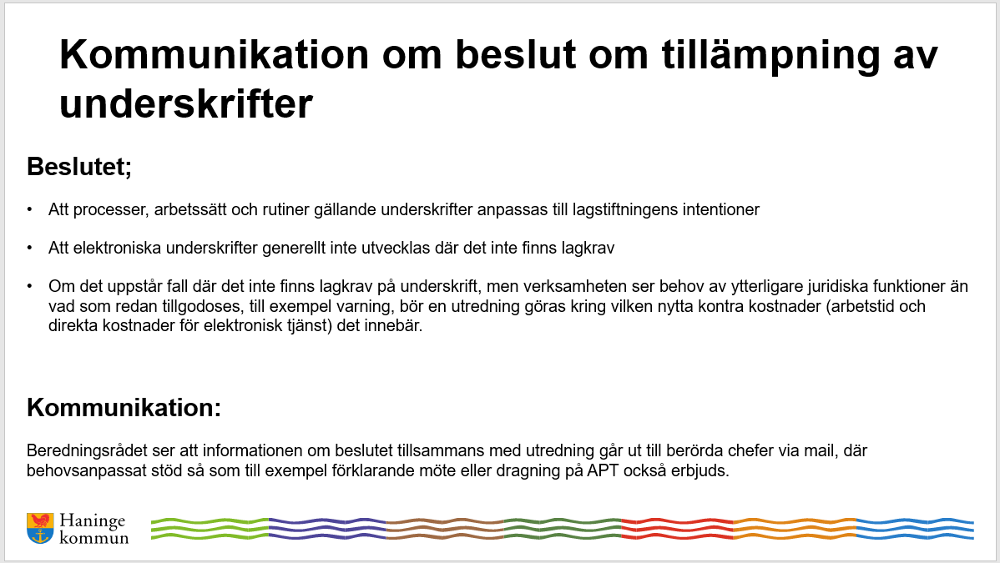 Kommunikation om beslut om tillämpning av
underskrifter
Beslutet;
• Att processer, arbetssätt och rutiner gällande underskrifter anpassas till lagstiftningens intentioner
• Att elektroniska underskrifter generellt inte utvecklas där det inte finns lagkrav
• Om det uppstår fall där det inte finns lagkrav på underskrift, men verksamheten ser behov av ytterligare juridiska funktioner än
vad som redan tillgodoses, till exempel varning, bör en utredning göras kring vilken nytta kontra kostnader (arbetstid och
direkta kostnader för elektronisk tjänst) det innebär.
Kommunikation:
Beredningsrådet ser att informationen om beslutet tillsammans med utredning går ut till berörda chefer via mail, där
behovsanpassat stöd så som till exempel förklarande möte eller dragning på APT också erbjuds.
Haninge
kommun